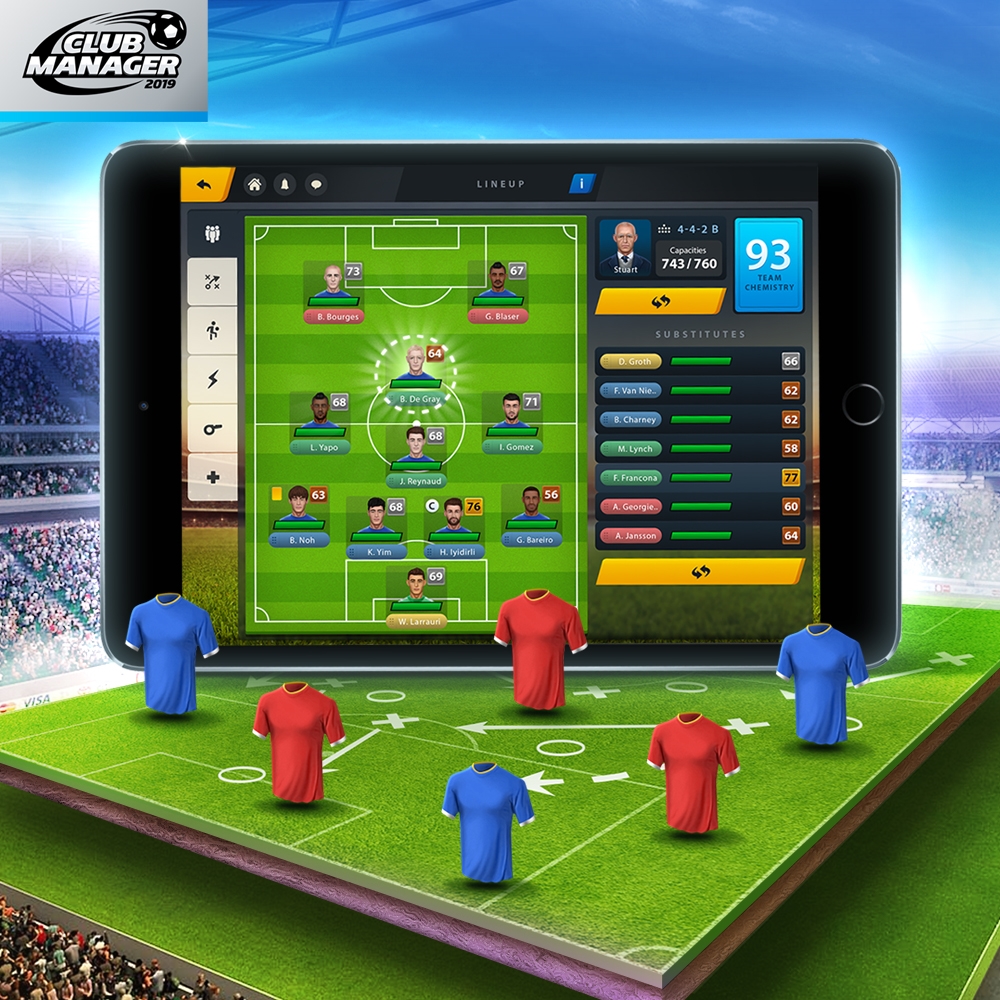 CLUB
MANAGER
2019
LINEUP
i
4-4-2 B
Capacities
743/760
Stuart
93
TEAM
CHEMISTRY
SUBSTITUTES
D. Groth 66
F. Van Nie.. 62
B. Charney 62
M. Lynch 58
F. Francona 77
A. Georgie.. 60
A. Jansson 64
73
B. Bourges
67
G. Blaser
64
B. De Gray
68
L. Yapo
71
I. Gomez
68
J. Reynaud
63
B. Noh
68
K. Yim
C 76
H. Iyidirli
56
G. Bareiro
69
W. Larrauri
VISA